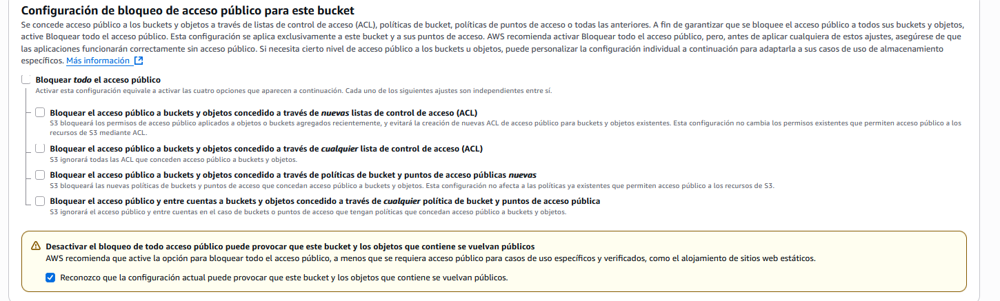 Configuración de bloqueo de acceso público para este bucket
Se concede acceso público a los buckets y objetos a través de listas de control de acceso (ACL), políticas de bucket, políticas de puntos de acceso o todas las anteriores. A fin de garantizar que se bloquee el acceso público a todos sus buckets y objetos,
active Bloquear todo el acceso público. Esta configuración se aplica exclusivamente a este bucket y a sus puntos de acceso. AWS recomienda activar Bloquear todo el acceso público, pero, antes de aplicar cualquiera de estos ajustes, asegúrese de que
las aplicaciones funcionarán correctamente sin acceso público. Si necesita cierto nivel de acceso público a los buckets u objetos, puede personalizar la configuración individual a continuación para adaptarla a sus casos de uso de almacenamiento
específicos. Más información
Bloquear todo el acceso público
Activar esta configuración equivale a activar las cuatro opciones que aparecen a continuación. Cada uno de los siguientes ajustes son independientes entre sí.
Bloquear el acceso público a buckets y objetos concedido a través de nuevas listas de control de acceso (ACL)
S3 bloqueará los permisos de acceso público aplicados a objetos o buckets agregados recientemente, y evitará la creación de nuevas ACL de acceso público para buckets y objetos existentes. Esta configuración no cambia los permisos existentes que permiten acceso público a los
recursos de S3 mediante ACL.
Bloquear el acceso público a buckets y objetos concedido a través de cualquier lista de control de acceso (ACL)
S3 ignorará todas las ACL que conceden acceso público a buckets y objetos.
Bloquear el acceso público a buckets y objetos concedido a través de políticas de bucket y puntos de acceso públicas nuevas
S3 bloqueará las nuevas políticas de buckets y puntos de acceso que concedan acceso público a buckets y objetos. Esta configuración no afecta a las políticas ya existentes que permiten acceso público a los recursos de S3.
Bloquear el acceso público y entre cuentas a buckets y objetos concedido a través de cualquier política de bucket y puntos de acceso pública
S3 ignorará el acceso público y entre cuentas en el caso de buckets o puntos de acceso que tengan políticas que concedan acceso público a buckets y objetos.
Desactivar el bloqueo de todo acceso público puede provocar que este bucket y los objetos que contiene se vuelvan públicos
AWS recomienda que active la opción para bloquear todo el acceso público, a menos que se requiera acceso público para casos de uso específicos y verificados, como el alojamiento de sitios web estáticos.
Reconozco que la configuración actual puede provocar que este bucket y los objetos que contiene se vuelvan públicos.